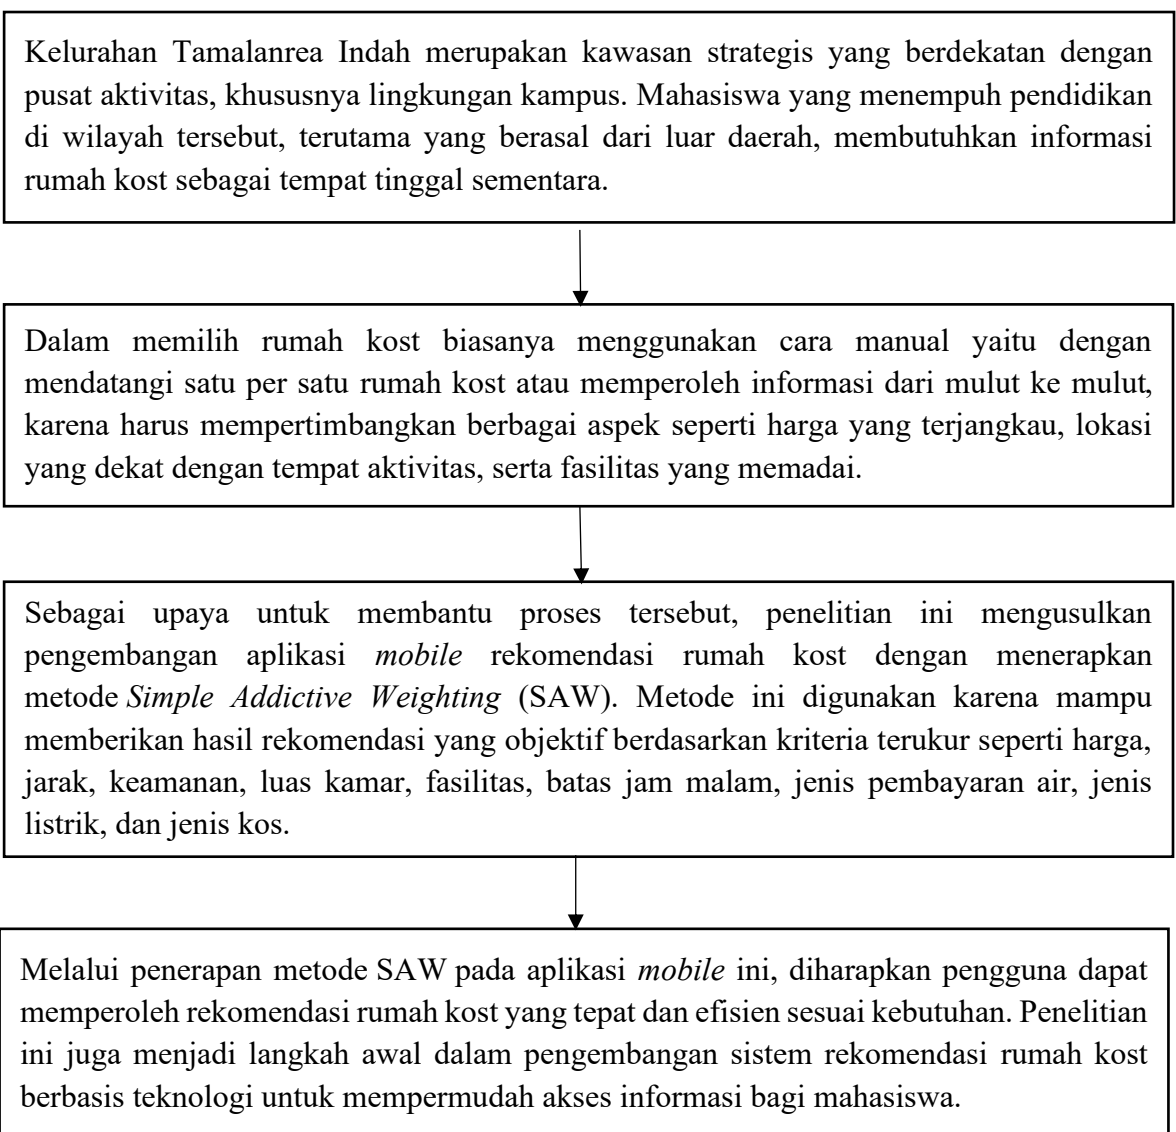 Kelurahan Tamalanrea Indah merupakan kawasan strategis yang berdekatan dengan
pusat aktivitas, khususnya lingkungan kampus. Mahasiswa yang menempuh pendidikan
di wilayah tersebut, terutama yang berasal dari luar daerah, membutuhkan informasi
rumah kost sebagai tempat tinggal sementara.
Dalam memilih rumah kost biasanya menggunakan cara manual yaitu dengan
mendatangi satu per satu rumah kost atau memperoleh informasi dari mulut ke mulut,
karena harus mempertimbangkan berbagai aspek seperti harga yang terjangkau, lokasi
yang dekat dengan tempat aktivitas, serta fasilitas yang memadai.
Sebagai upaya untuk membantu proses tersebut, penelitian ini mengusulkan
pengembangan aplikasi mobile rekomendasi rumah kost dengan menerapkan
metode Simple Addictive Weighting (SAW). Metode ini digunakan karena mampu
memberikan hasil rekomendasi yang objektif berdasarkan kriteria terukur seperti harga,
jarak, keamanan, luas kamar, fasilitas, batas jam malam, jenis pembayaran air, jenis
listrik, dan jenis kos.
Melalui penerapan metode SAW pada aplikasi mobile ini, diharapkan pengguna dapat
memperoleh rekomendasi rumah kost yang tepat dan efisien sesuai kebutuhan. Penelitian
ini juga menjadi langkah awal dalam pengembangan sistem rekomendasi rumah kost
berbasis teknologi untuk mempermudah akses informasi bagi mahasiswa.